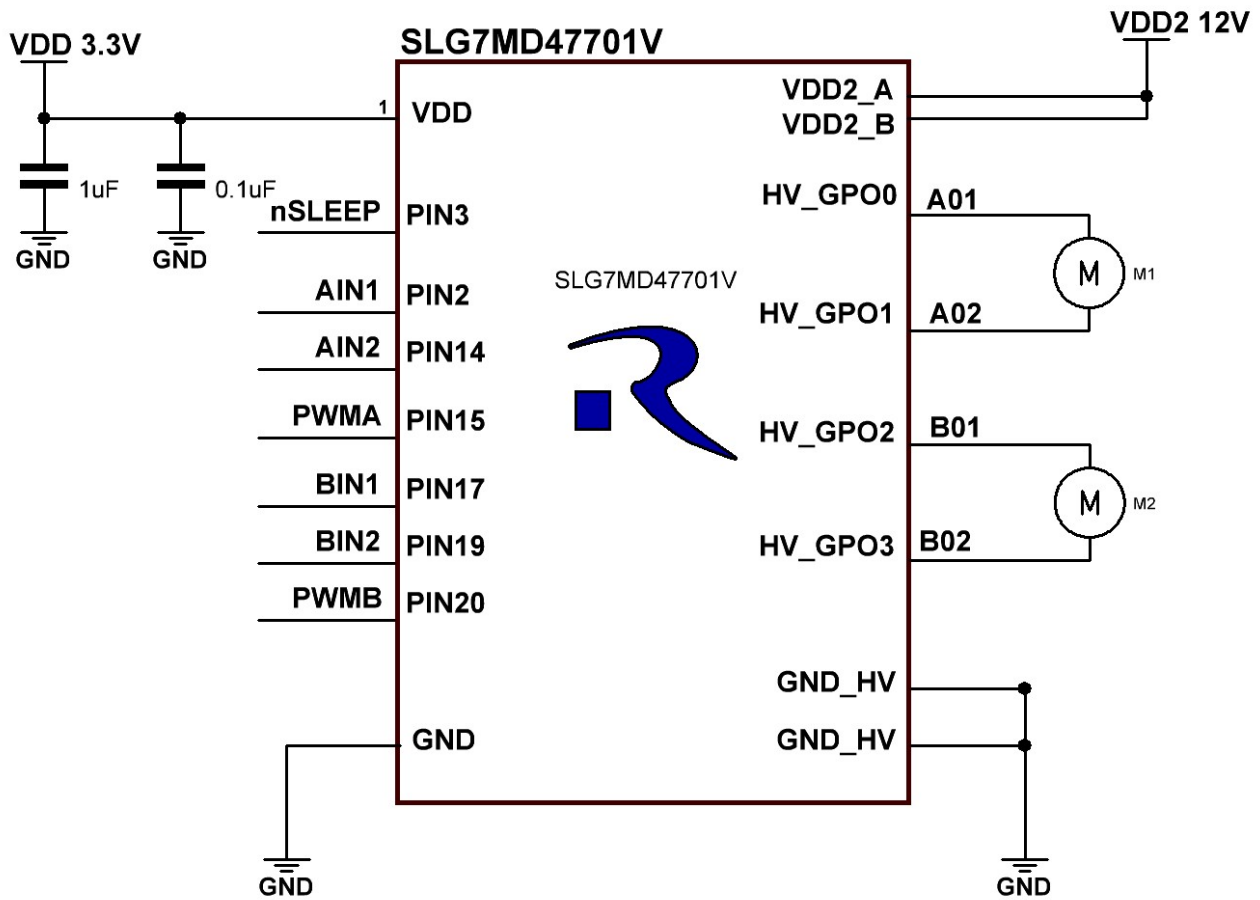 VDD 3.3V
SLG7MD47701V
VDD2 12V
1 VDD
VDD2_A
VDD2_B
1uF
0.1uF
nSLEEP PIN3
HV_GPO0 A01
GND
GND
AIN1 PIN2
SLG7MD47701V
M M1
HV_GPO1 A02
AIN2 PIN14
PWMA PIN15
HV_GPO2 B01
BIN1 PIN17
M M2
BIN2 PIN19
HV_GPO3 B02
PWMB PIN20
GND_HV
GND
GND_HV
GND
GND